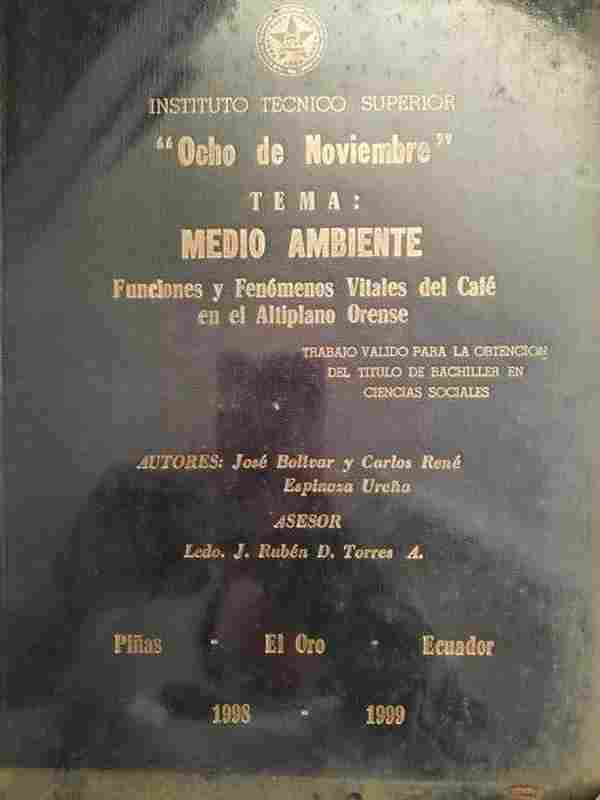 INSTITUTO TECNICO SUPERIOR
"Ocho de Noviembre"
TEMA:
MEDIO AMBIENTE
Funciones y Fenómenos Vitales del Café
en el Altiplano Orense
TRABAJO VALIDO PARA LA OBTENCION
DEL TITULO DE BACHILLER EN
CIENCIAS SOCIALES
AUTORES: José Bolívar y Carlos René
Espinoza Ureña
ASESOR
Lcdo. J. Rubén D. Torres A.
Piñas - El Oro - Ecuador
1998 - 1999